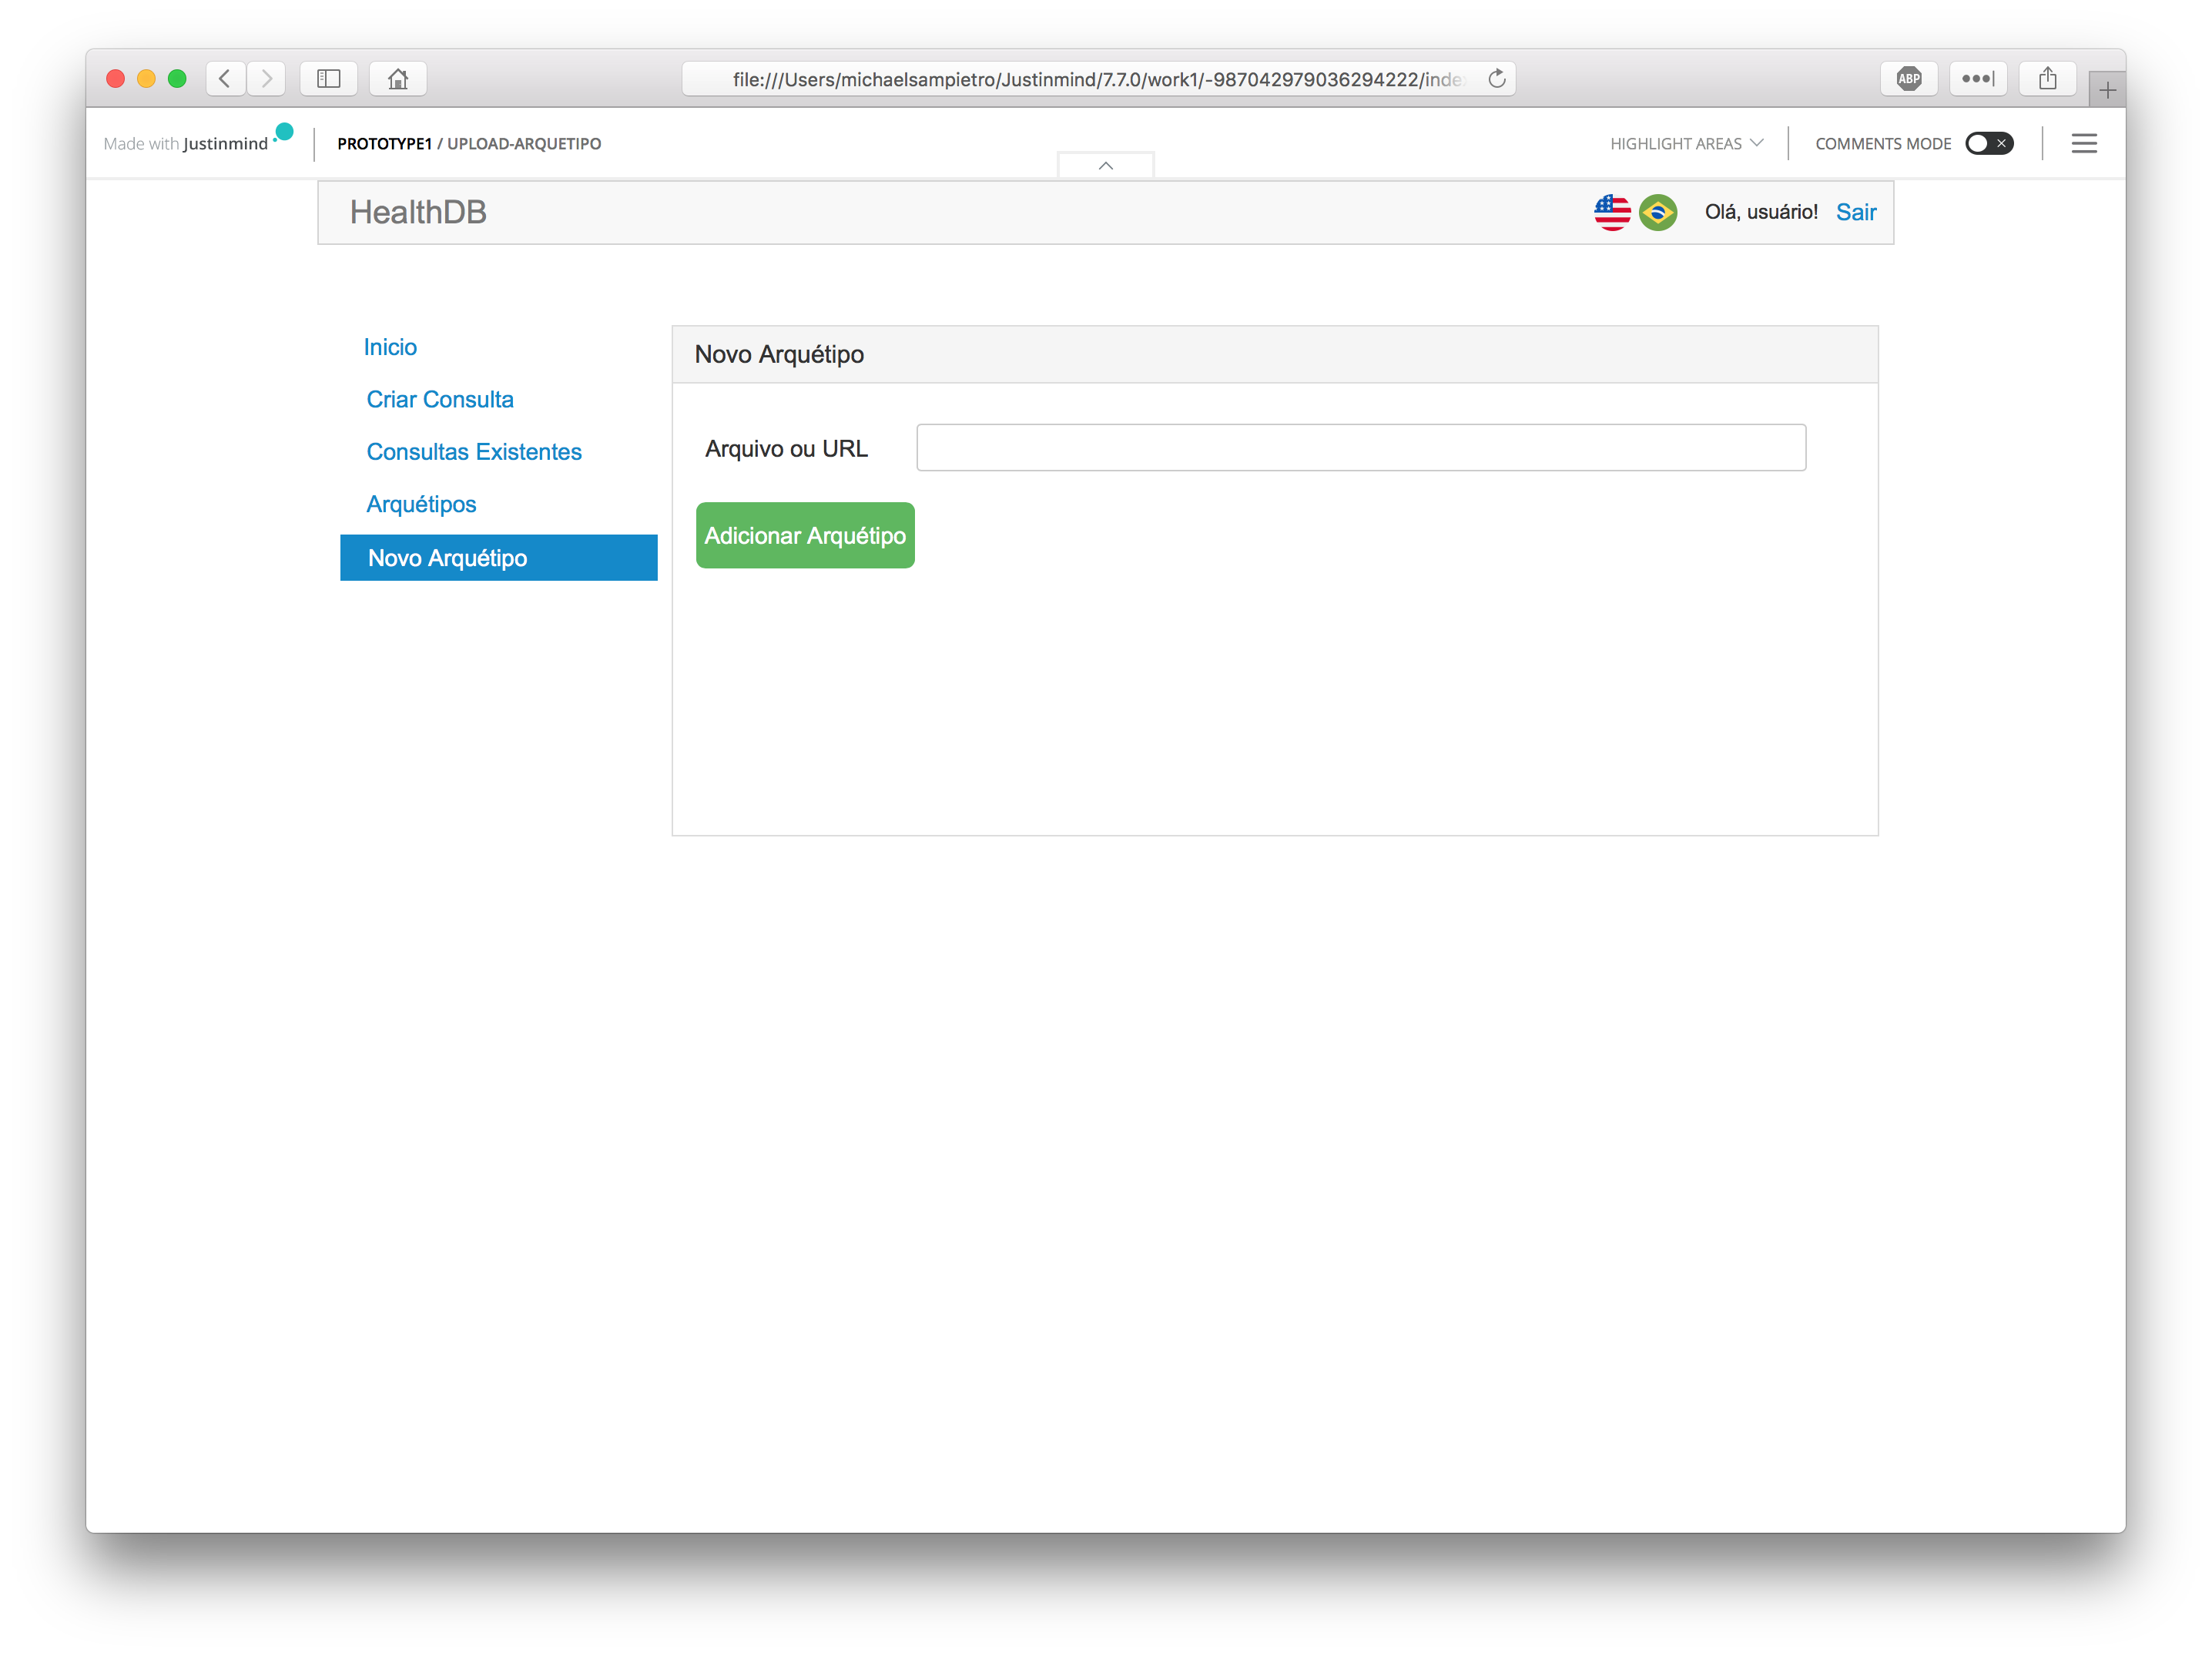 file:///Users/michaelsampietro/Justinmind/7.7.0/work1/-987042979036294222/inde
ABP
Made with Justinmind
PROTOTYPE1 / UPLOAD-ARQUETIPO
HIGHLIGHT AREAS
COMMENTS MODE
HealthDB
Olá, usuário! Sair
Inicio
Criar Consulta
Consultas Existentes
Arquétipos
Novo Arquétipo
Novo Arquétipo
Arquivo ou URL
Adicionar Arquétipo